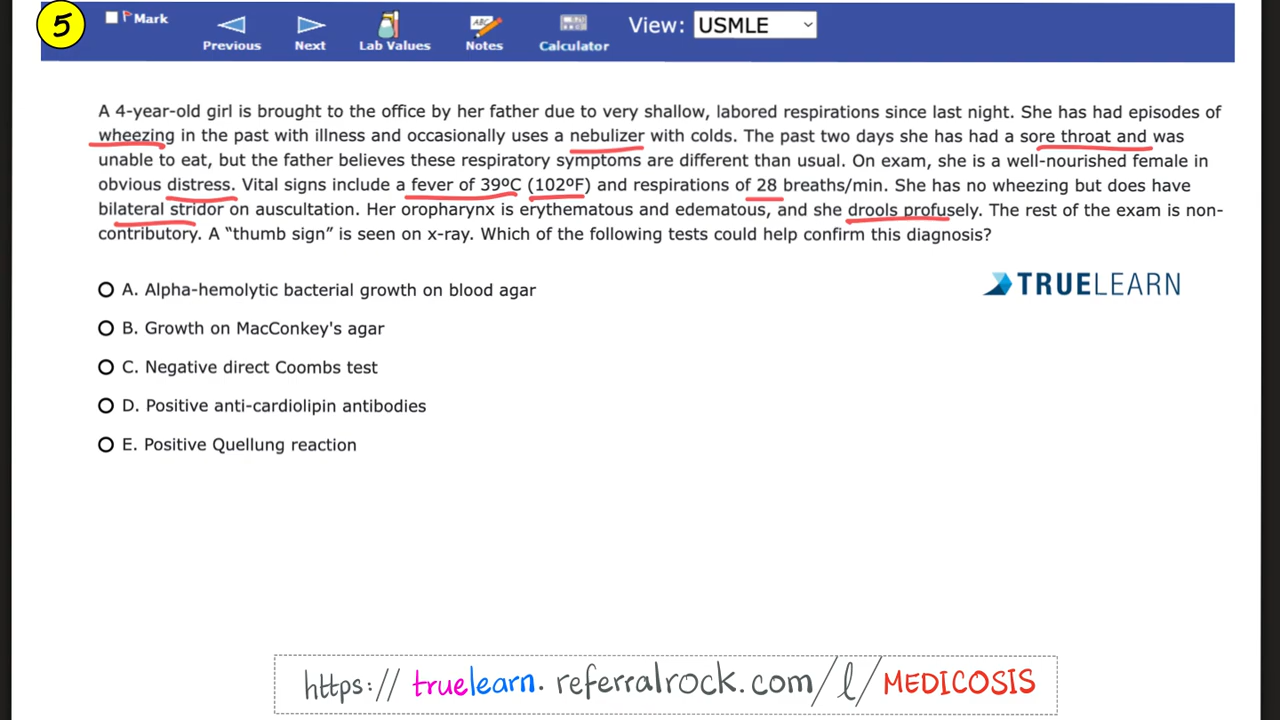 5
Mark
Previous
Next
Lab Values
Notes
Calculator
View: USMLE
A 4-year-old girl is brought to the office by her father due to very shallow, labored respirations since last night. She has had episodes of
wheezing in the past with illness and occasionally uses a nebulizer with colds. The past two days she has had a sore throat and was
unable to eat, but the father believes these respiratory symptoms are different than usual. On exam, she is a well-nourished female in
obvious distress. Vital signs include a fever of 39ºC (102ºF) and respirations of 28 breaths/min. She has no wheezing but does have
bilateral stridor on auscultation. Her oropharynx is erythematous and edematous, and she drools profusely. The rest of the exam is non-
contributory. A “thumb sign” is seen on x-ray. Which of the following tests could help confirm this diagnosis?
A. Alpha-hemolytic bacterial growth on blood agar
B. Growth on MacConkey's agar
C. Negative direct Coombs test
D. Positive anti-cardiolipin antibodies
E. Positive Quellung reaction
TRUELEARN
https://truelearn.referralrock.com/l/MEDICOSIS